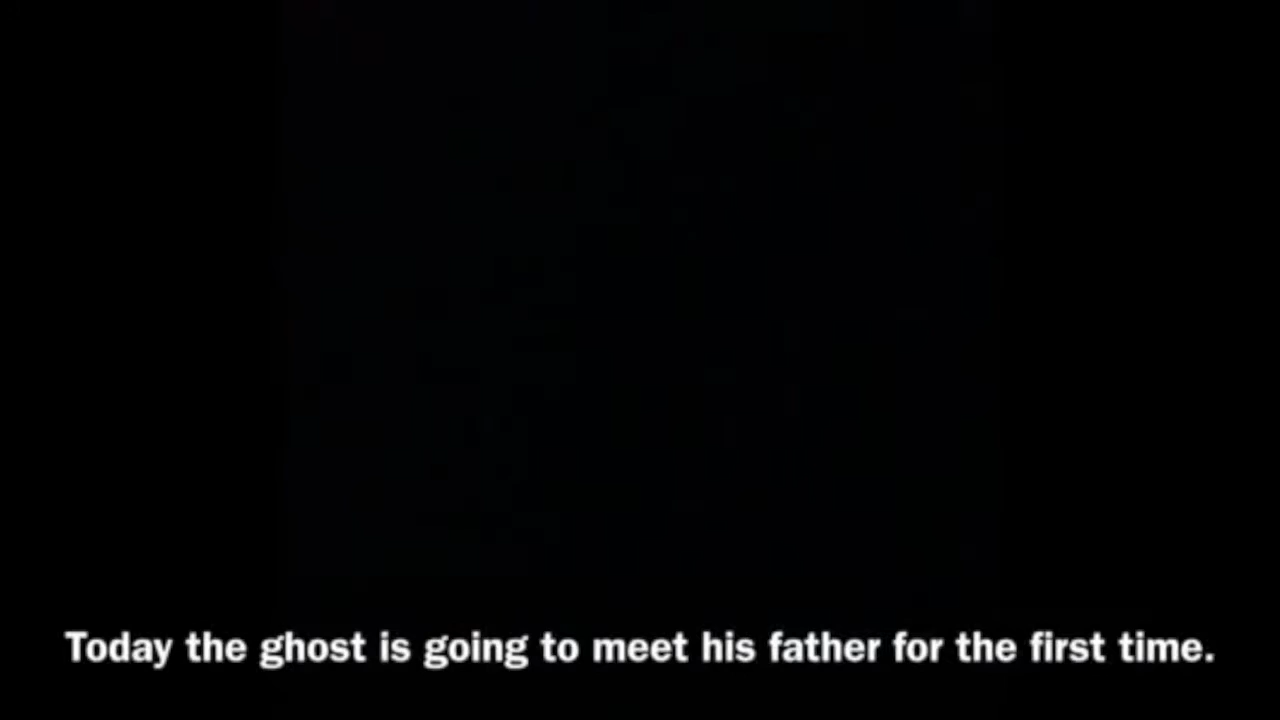 Today the ghost is going to meet his father for the first time.